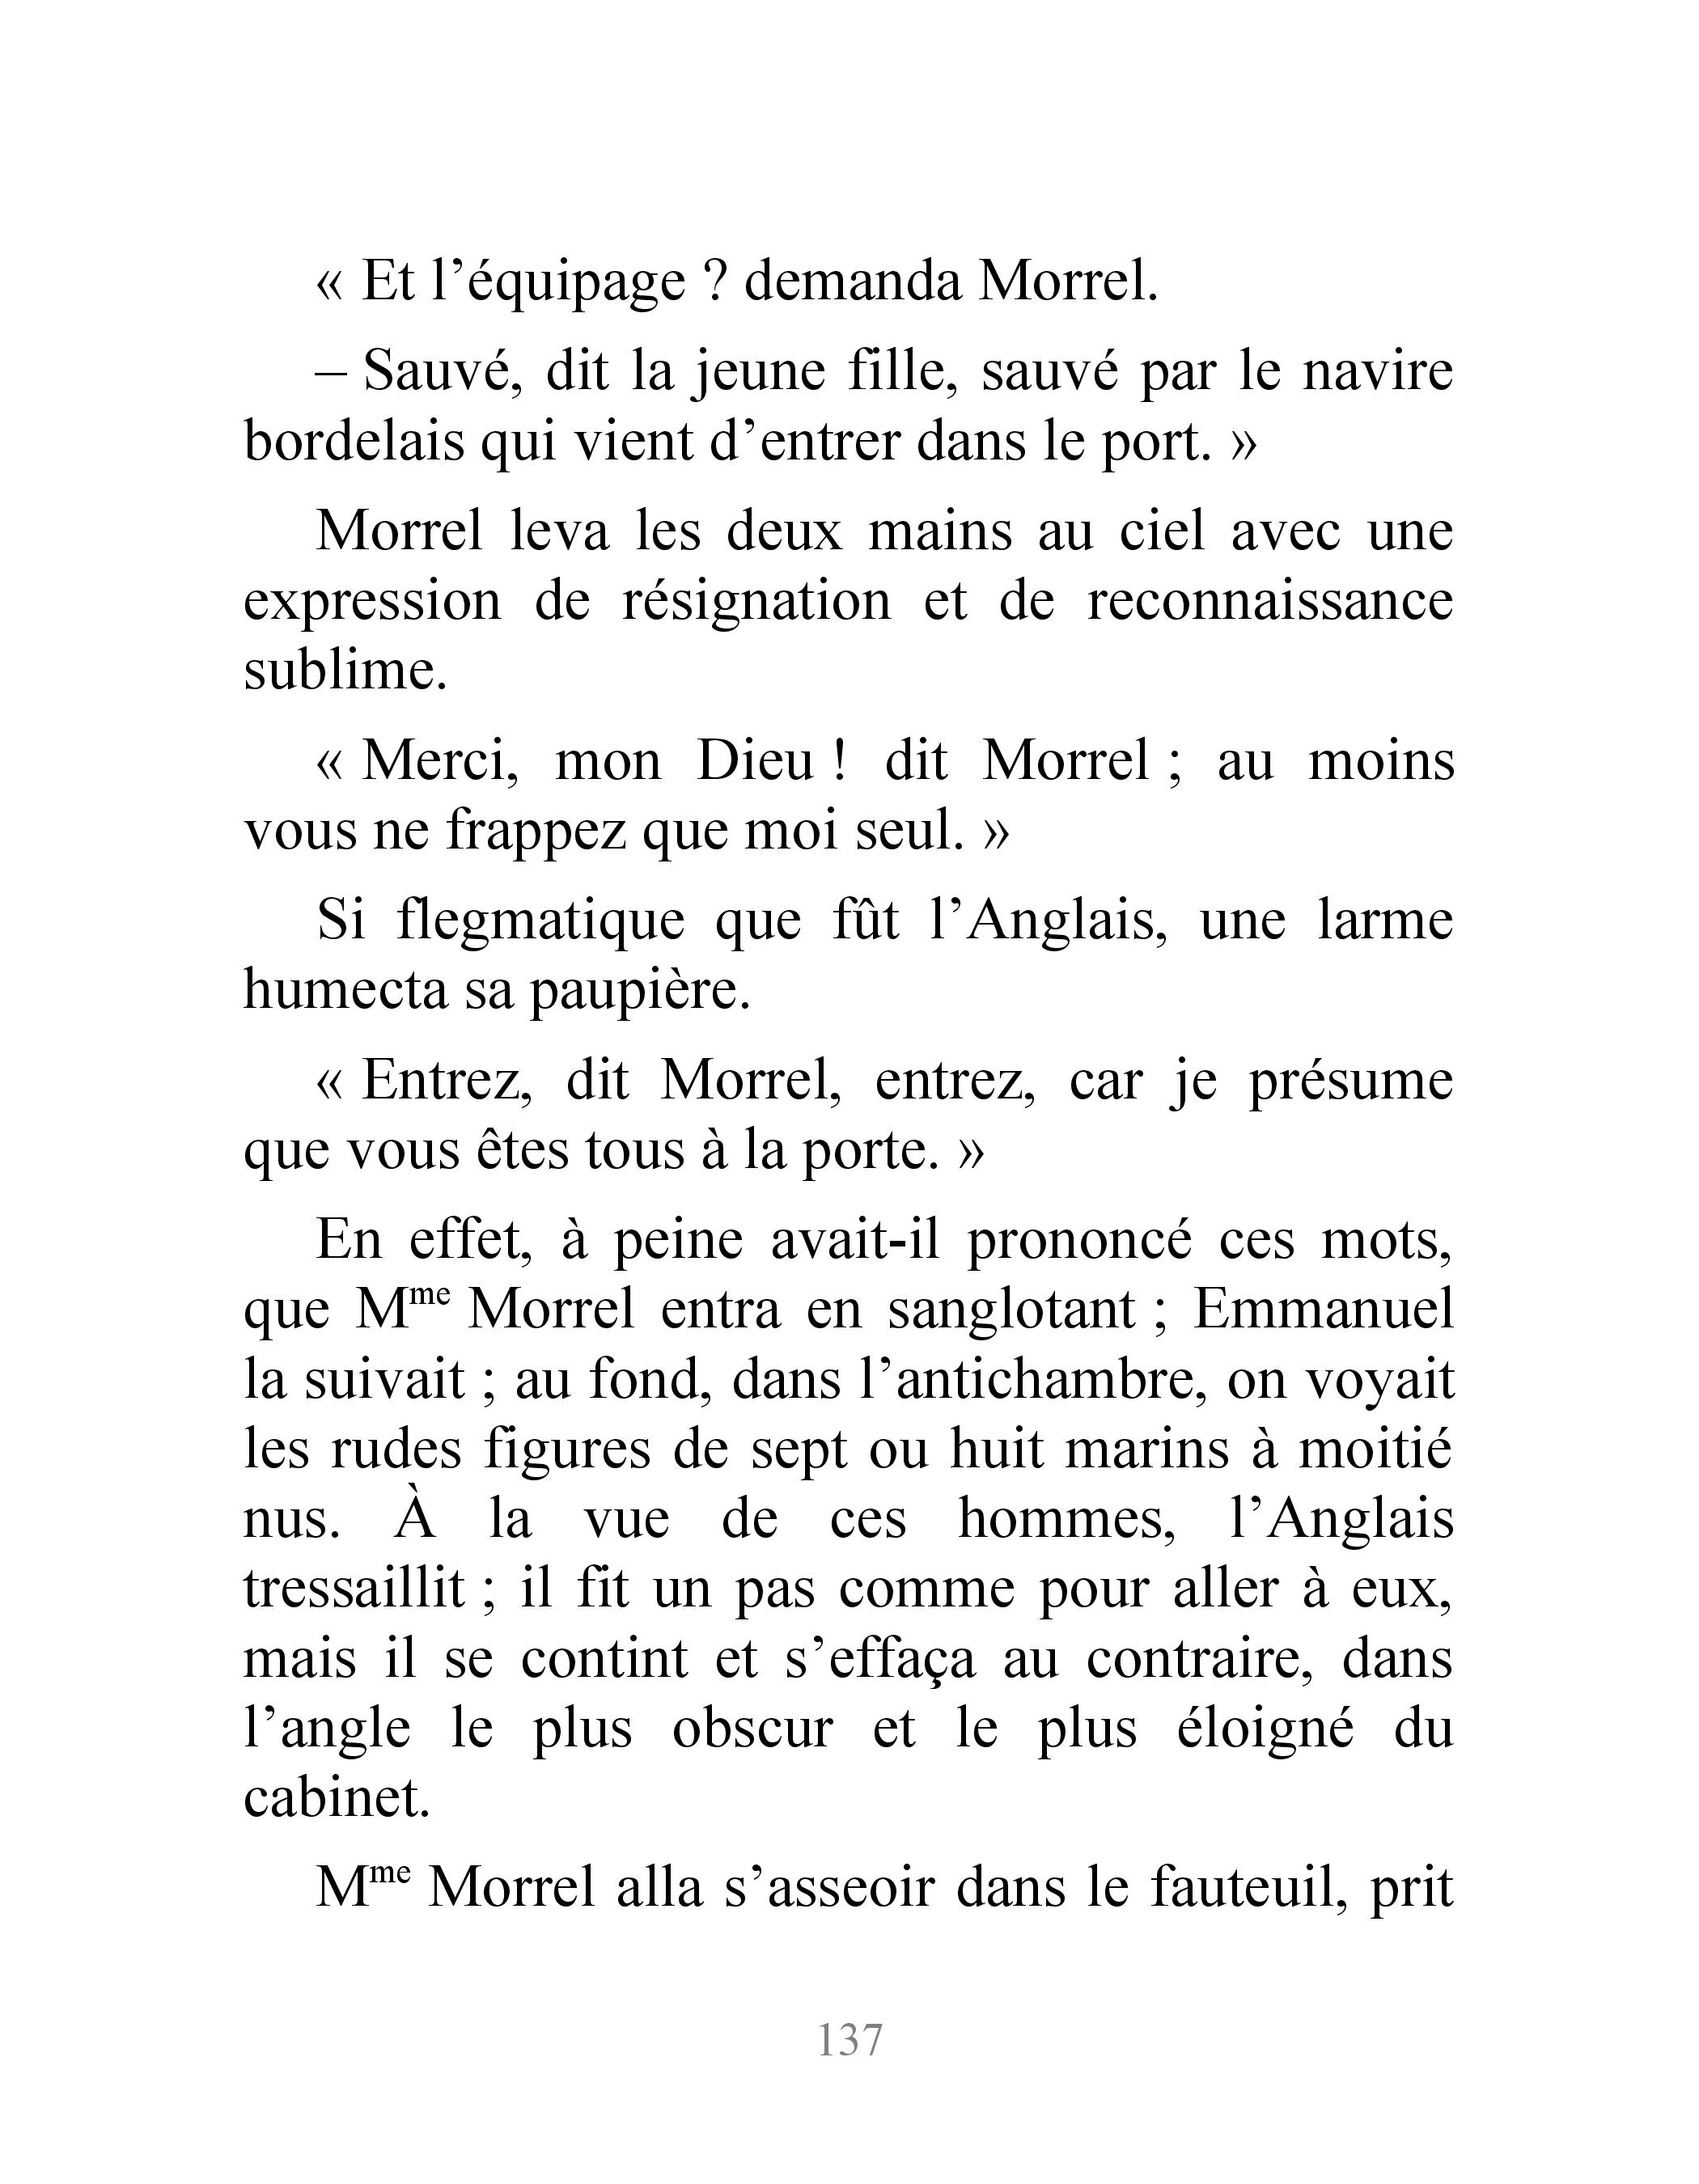 « Et l’équipage ? demanda Morrel.
– Sauvé, dit la jeune fille, sauvé par le navire
bordelais qui vient d’entrer dans le port. »
Morrel leva les deux mains au ciel avec une
expression de résignation et de reconnaissance
sublime.
« Merci, mon Dieu ! dit Morrel ; au moins
vous ne frappez que moi seul. »
Si flegmatique que fût l’Anglais, une larme
humecta sa paupière.
« Entrez, dit Morrel, entrez, car je présume
que vous êtes tous à la porte. »
En effet, à peine avait-il prononcé ces mots,
que Mme Morrel entra en sanglotant ; Emmanuel
la suivait ; au fond, dans l’antichambre, on voyait
les rudes figures de sept ou huit marins à moitié
nus. À la vue de ces hommes, l’Anglais
tressaillit ; il fit un pas comme pour aller à eux,
mais il se contint et s’effaça au contraire, dans
l’angle le plus obscur et le plus éloigné du
cabinet.
Mme Morrel alla s’asseoir dans le fauteuil, prit
137